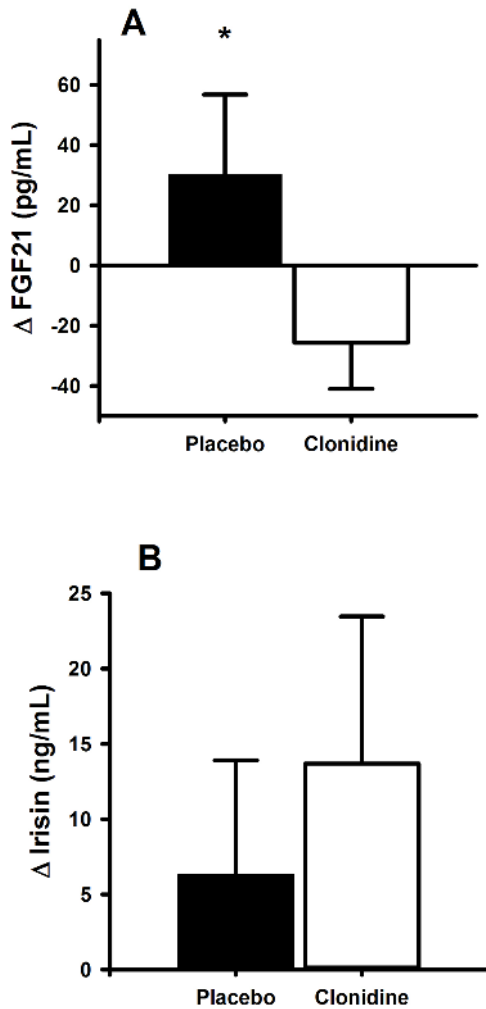 A
*
60
40
20
0
-20
-40
Δ FGF21 (pg/mL)
Placebo Clonidine
B
25
20
15
10
5
0
Δ Irisin (ng/mL)
Placebo Clonidine